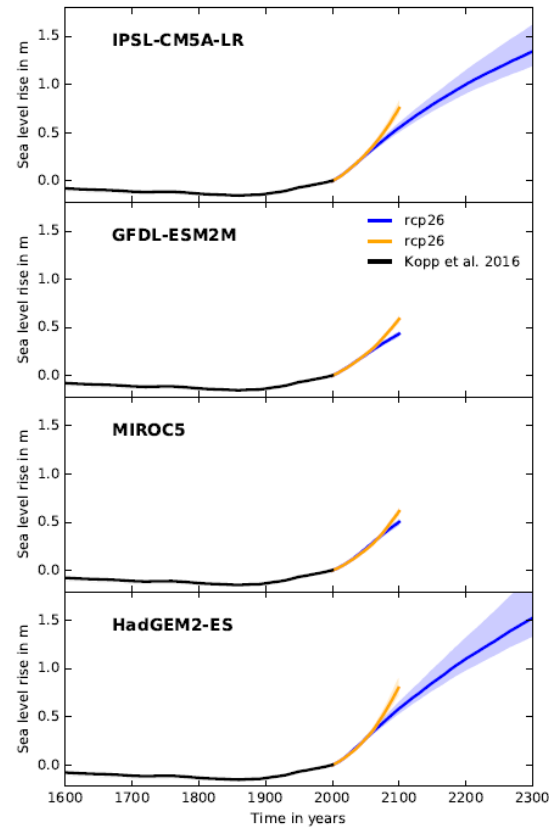 IPSL-CM5A-LR
Sea level rise in m
1.5
1.0
0.5
0.0
GFDL-ESM2M
rcp26
rcp26
Kopp et al. 2016
Sea level rise in m
1.5
1.0
0.5
0.0
MIROC5
Sea level rise in m
1.5
1.0
0.5
0.0
HadGEM2-ES
Sea level rise in m
1.5
1.0
0.5
0.0
1600 1700 1800 1900 2000 2100 2200 2300
Time in years